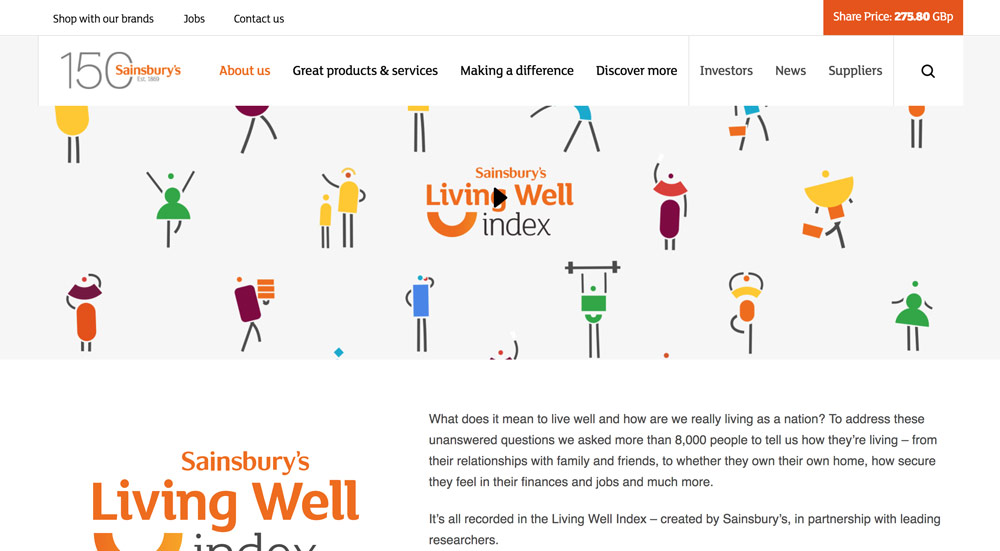 Shop with our brands
Jobs
Contact us
Share Price: 275.80 GBp
150
Sainsbury's
Est. 1869
About us
Great products & services
Making a difference
Discover more
Investors
News
Suppliers
Sainsbury's
Living Well
index
What does it mean to live well and how are we really living as a nation? To address these
unanswered questions we asked more than 8,000 people to tell us how they're living – from
their relationships with family and friends, to whether they own their own home, how secure
they feel in their finances and jobs and much more.
It's all recorded in the Living Well Index – created by Sainsbury's, in partnership with leading
researchers.
Sainsbury's
Living Well
index